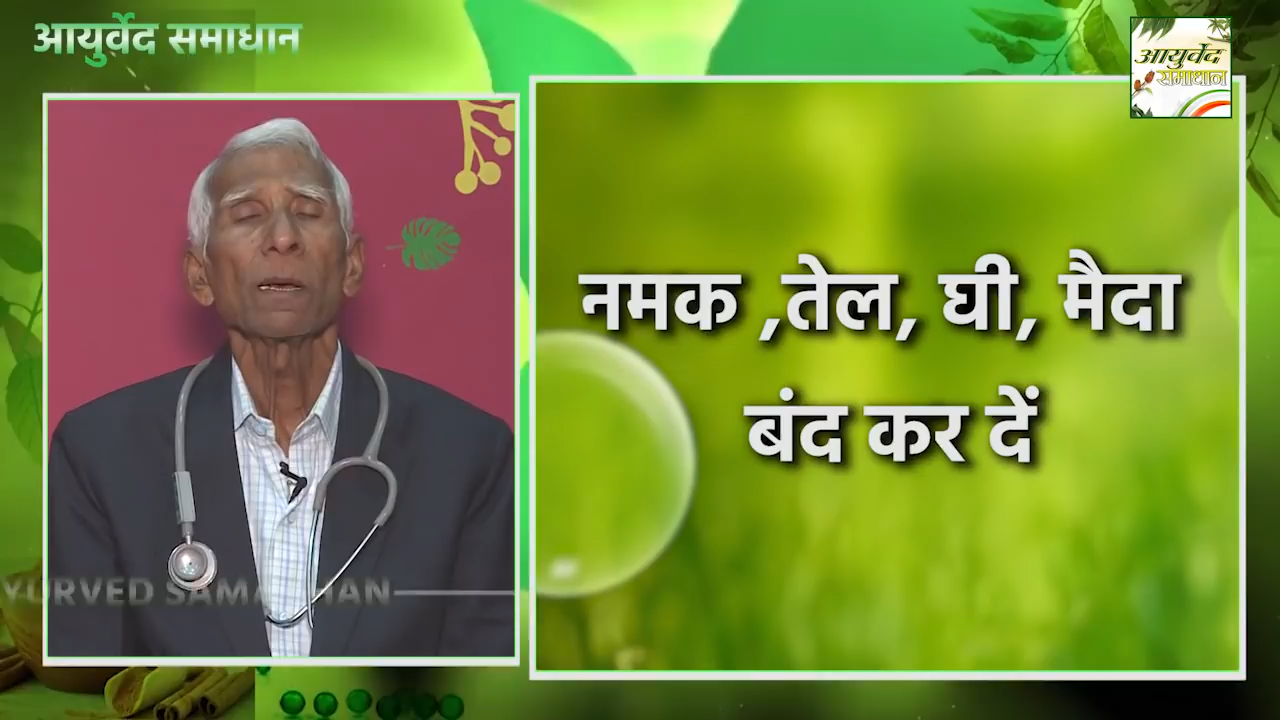 आयुर्वेद समाधान
आयुर्वेद
समाधान
नमक ,तेल, घी, मैदा
बंद कर दें